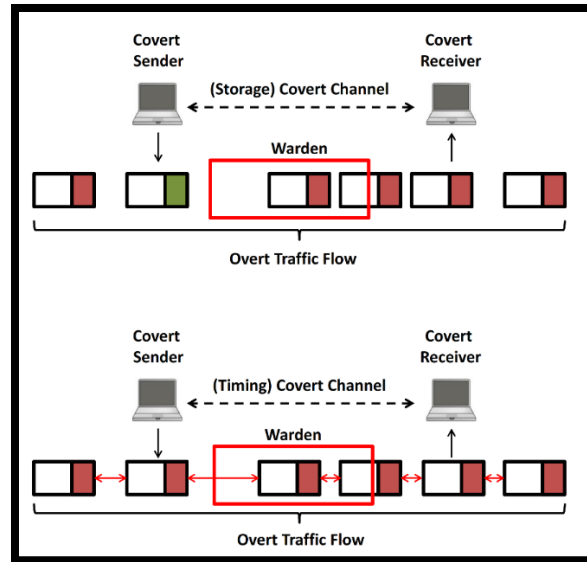 Covert Sender
Covert Receiver
(Storage) Covert Channel
Warden
Overt Traffic Flow
Covert Sender
Covert Receiver
(Timing) Covert Channel
Warden
Overt Traffic Flow